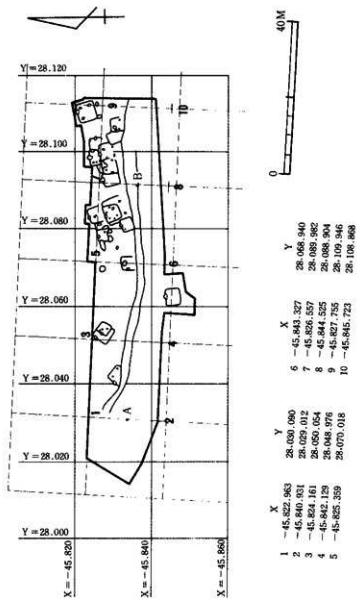 Y=28.120
Y=28.100
Y=28.080
Y=28.060
Y=28.040
Y=28.020
Y=28.000
X=-45.820
X=-45.840
X=-45.860
1
2
3
4
5
6
7
8
9
10
A
B
0 40M
X Y
1 -45.822.963 28.030.090
2 -45.840.931 28.029.012
3 -45.824.161 28.050.054
4 -45.842.129 28.048.976
5 -45.825.359 28.070.018
X Y
6 -45.843.327 28.068.940
7 -45.826.557 28.089.982
8 -45.844.525 28.088.904
9 -45.827.755 28.109.946
10 -45.845.723 28.108.868